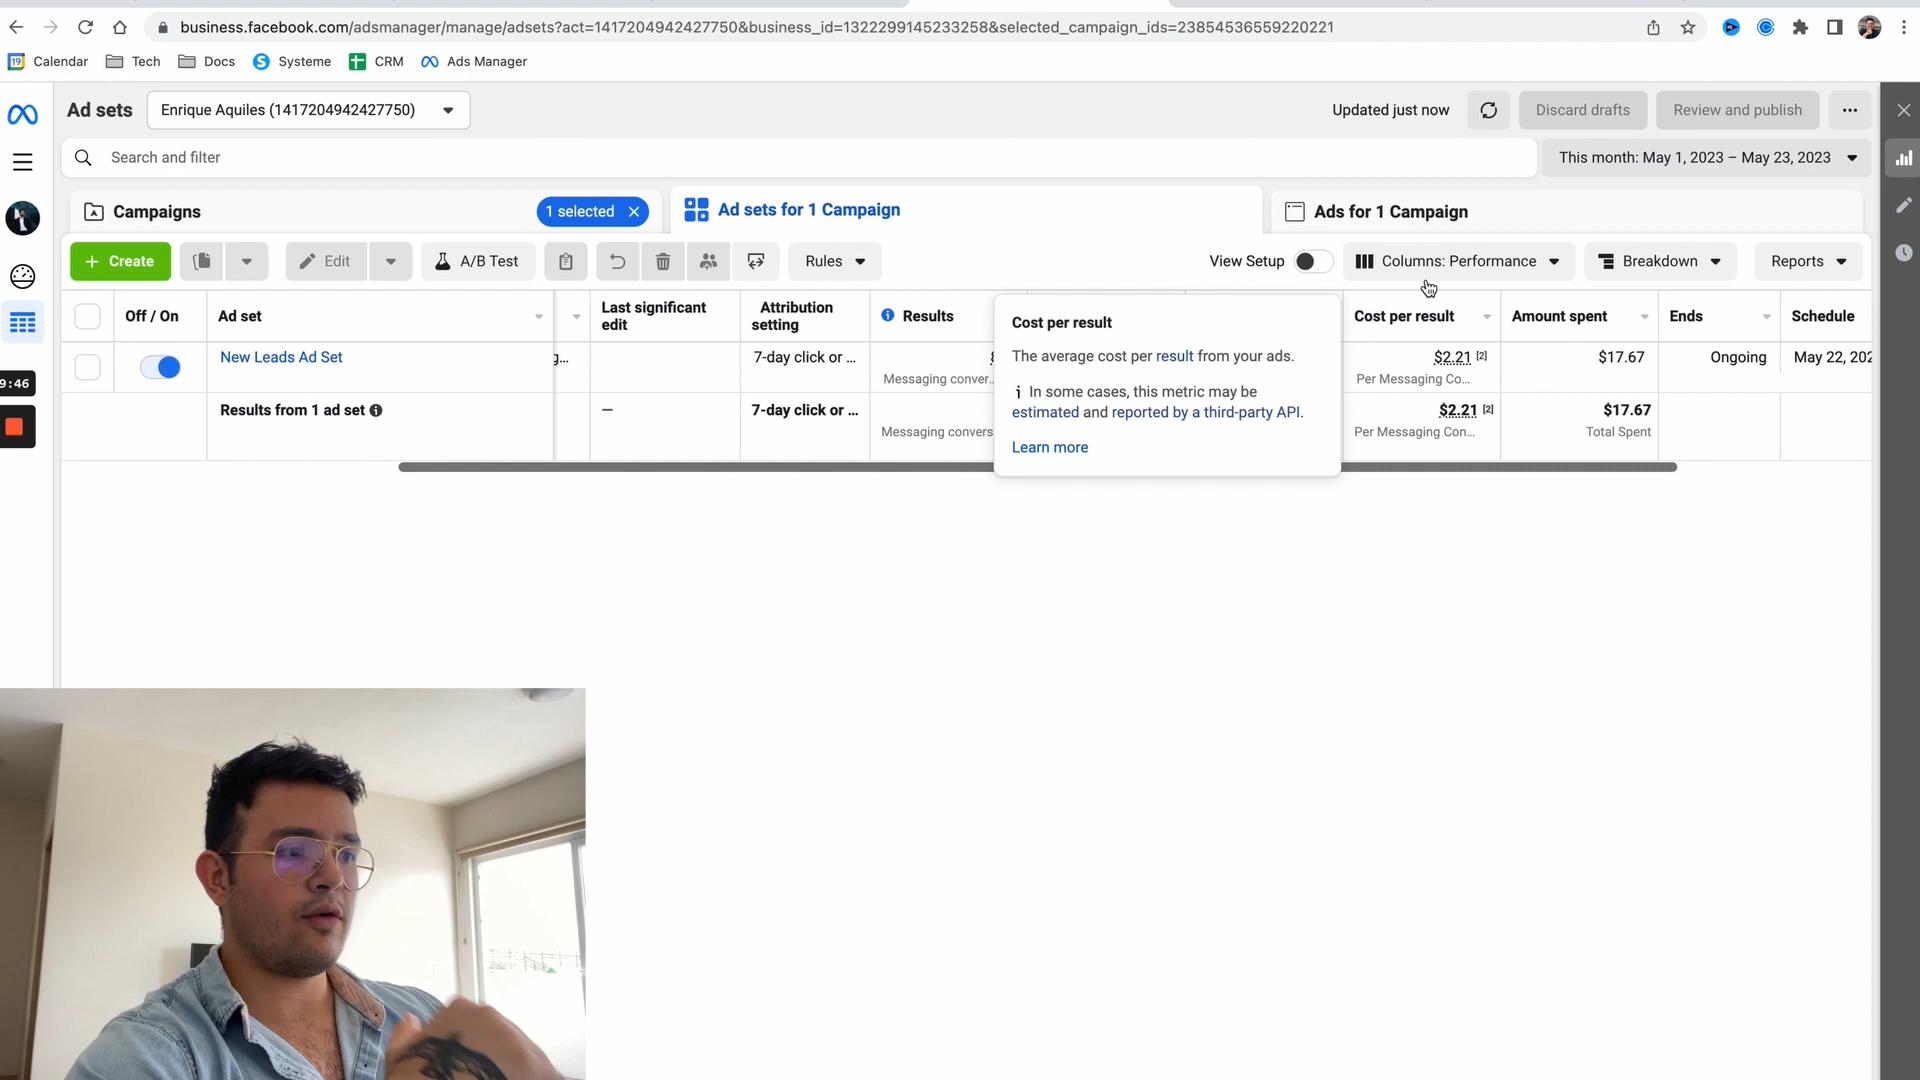 business.facebook.com/adsmanager/manage/adsets?act=1417204942427750&business_id=1322299145233258&selected_campaign_ids=23854536559220221
19 Calendar Tech Docs S Systeme CRM Ads Manager
Ad sets Enrique Aquiles (1417204942427750) Updated just now Discard drafts Review and publish
Search and filter This month: May 1, 2023 – May 23, 2023
Campaigns 1 selected Ad sets for 1 Campaign Ads for 1 Campaign
+ Create Edit A/B Test Rules View Setup Columns: Performance Breakdown Reports
Off / On Ad set Last significant edit Attribution setting Results Cost per result Amount spent Ends Schedule
New Leads Ad Set g... 7-day click or ... $2.21 [2] $17.67 Ongoing May 22, 202
Messaging conver... Per Messaging Co...
Results from 1 ad set — 7-day click or ... $2.21 [2] $17.67
Messaging convers Per Messaging Con... Total Spent
Cost per result
The average cost per result from your ads.
In some cases, this metric may be
estimated and reported by a third-party API.
Learn more
9:46